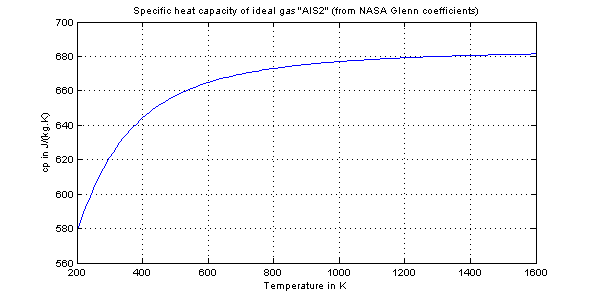 Specific heat capacity of ideal gas "AlS2" (from NASA Glenn coefficients)
700
680
660
640
620
600
580
560
cp in J/(kg.K)
200 400 600 800 1000 1200 1400 1600
Temperature in K